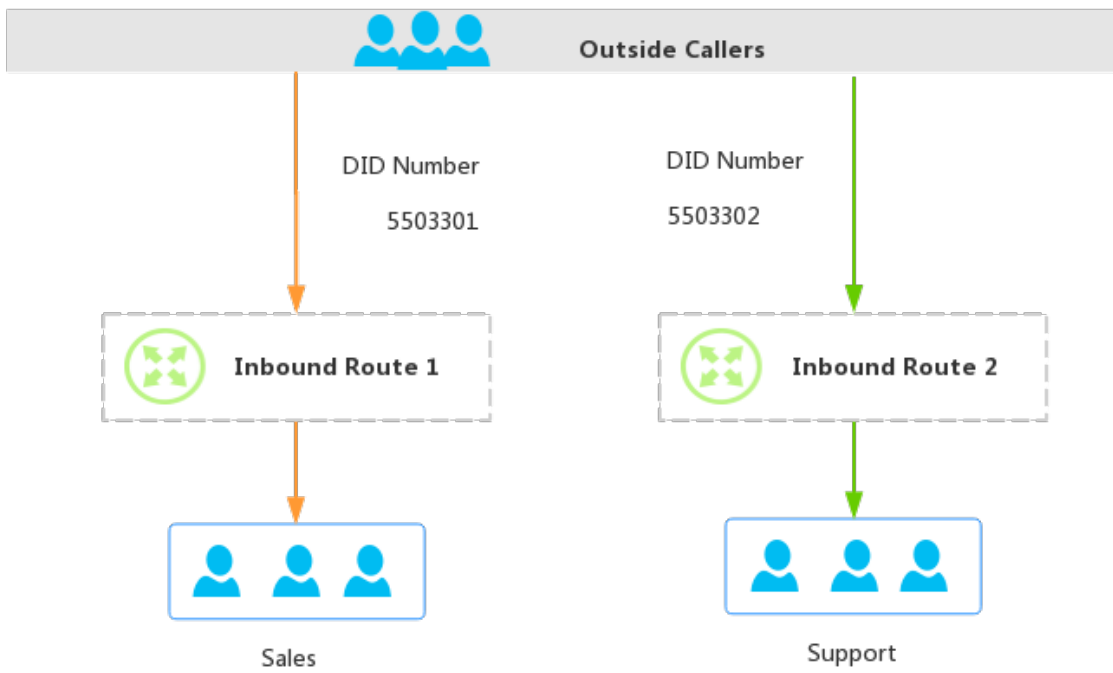 Outside Callers
DID Number
5503301
DID Number
5503302
Inbound Route 1
Inbound Route 2
Sales
Support